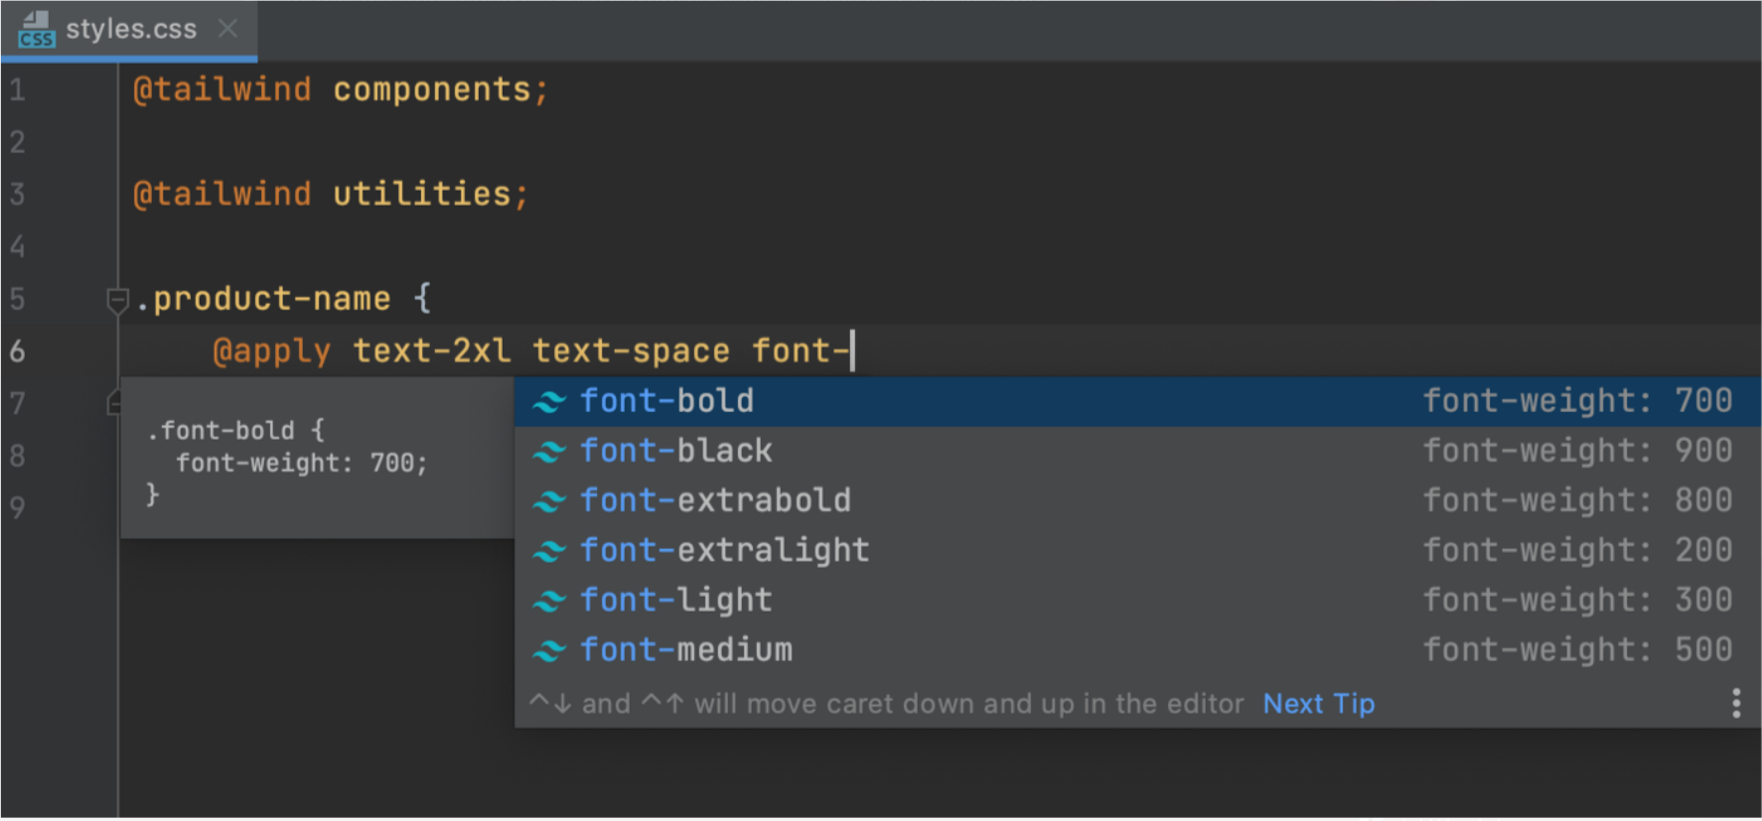 CSS styles.css
1 @tailwind components;
2
3 @tailwind utilities;
4
5 .product-name {
6 @apply text-2xl text-space font-
7
8
9
.font-bold {
font-weight: 700;
}
font-bold font-weight: 700
font-black font-weight: 900
font-extrabold font-weight: 800
font-extralight font-weight: 200
font-light font-weight: 300
font-medium font-weight: 500
^↓ and ^↑ will move caret down and up in the editor Next Tip